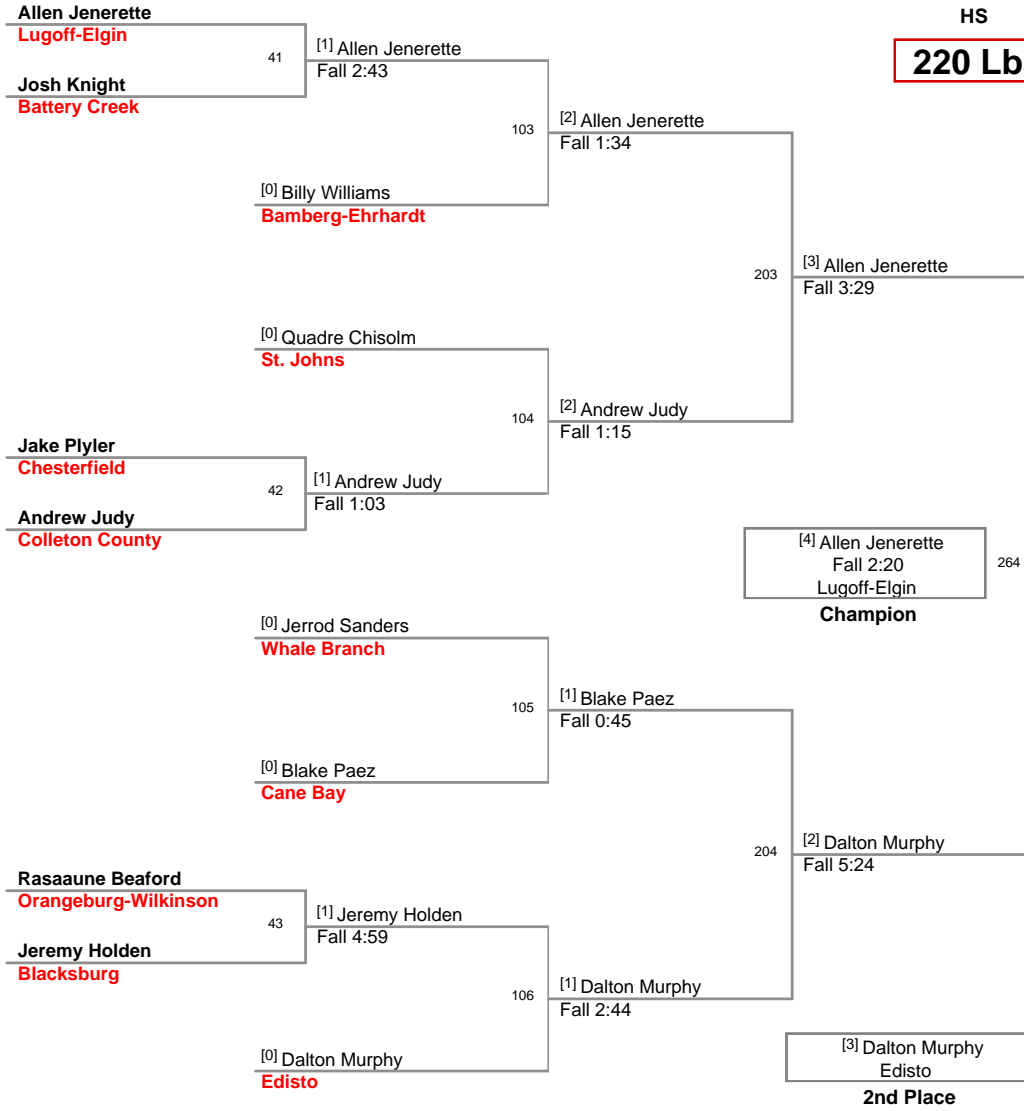 Allen Jenerette
Lugoff-Elgin
HS
41
[1] Allen Jenerette
Fall 2:43
220 Lb
Josh Knight
Battery Creek
103
[2] Allen Jenerette
Fall 1:34
[0] Billy Williams
Bamberg-Ehrhardt
203
[3] Allen Jenerette
Fall 3:29
[0] Quadre Chisolm
St. Johns
104
[2] Andrew Judy
Fall 1:15
Jake Plyler
Chesterfield
42
[1] Andrew Judy
Fall 1:03
Andrew Judy
Colleton County
[4] Allen Jenerette
Fall 2:20
Lugoff-Elgin
264
Champion
[0] Jerrod Sanders
Whale Branch
105
[1] Blake Paez
Fall 0:45
[0] Blake Paez
Cane Bay
204
[2] Dalton Murphy
Fall 5:24
Rasaaune Beaford
Orangeburg-Wilkinson
43
[1] Jeremy Holden
Fall 4:59
Jeremy Holden
Blacksburg
106
[1] Dalton Murphy
Fall 2:44
[0] Dalton Murphy
Edisto
[3] Dalton Murphy
Edisto
2nd Place